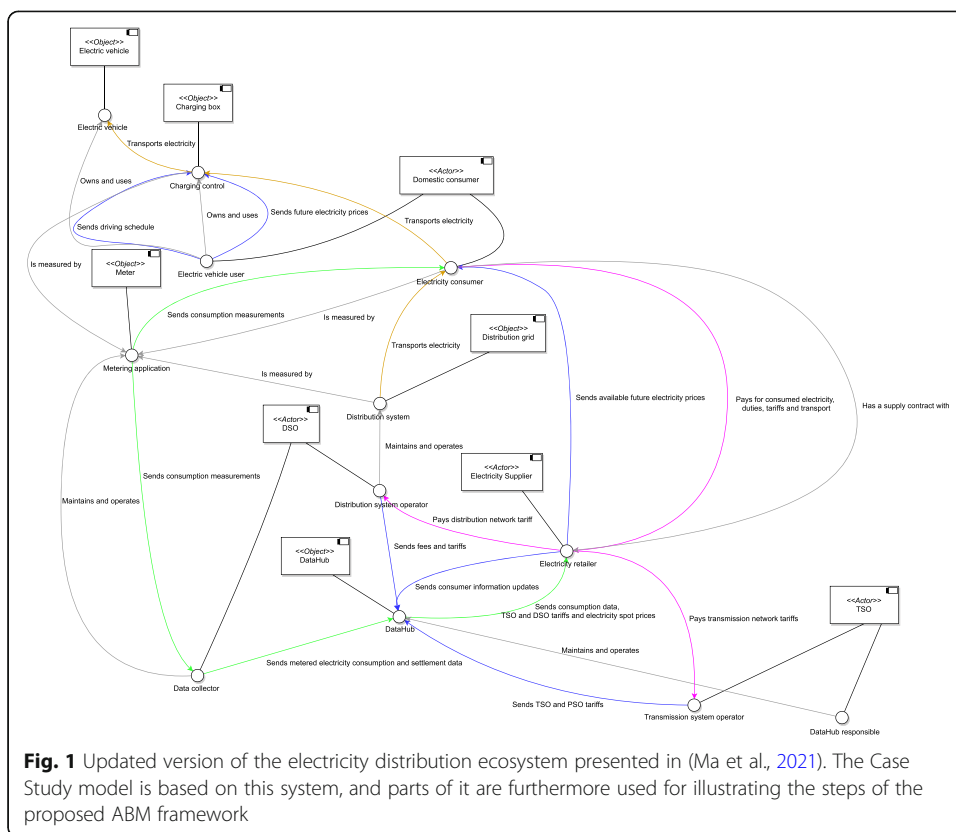 <<Object>>
Electric vehicle
<<Object>>
Charging box
Electric vehicle
Transports electricity
<<Actor>>
Domestic consumer
Charging control
Owns and uses
Owns and uses
Sends future electricity prices
Transports electricity
Sends driving schedule
Is measured by
<<Object>>
Meter
Electric vehicle user
Electricity consumer
Sends consumption measurements
Is measured by
<<Object>>
Distribution grid
Transports electricity
Metering application
Is measured by
Distribution system
Sends available future electricity prices
Pays for consumed electricity,
duties, tariffs and transport
Has a supply contract with
<<Actor>>
DSO
Maintains and operates
<<Actor>>
Electricity Supplier
Sends consumption measurements
Maintains and operates
Distribution system operator
Pays distribution network tariff
<<Object>>
DataHub
Sends fees and tariffs
Electricity retailer
Sends consumer information updates
<<Actor>>
TSO
Sends consumption data,
TSO and DSO tariffs and electricity spot prices
Pays transmission network tariffs
DataHub
Maintains and operates
Sends metered electricity consumption and settlement data
Data collector
Sends TSO and PSO tariffs
Transmission system operator
DataHub responsible
Fig. 1 Updated version of the electricity distribution ecosystem presented in (Ma et al., 2021). The Case
Study model is based on this system, and parts of it are furthermore used for illustrating the steps of the
proposed ABM framework